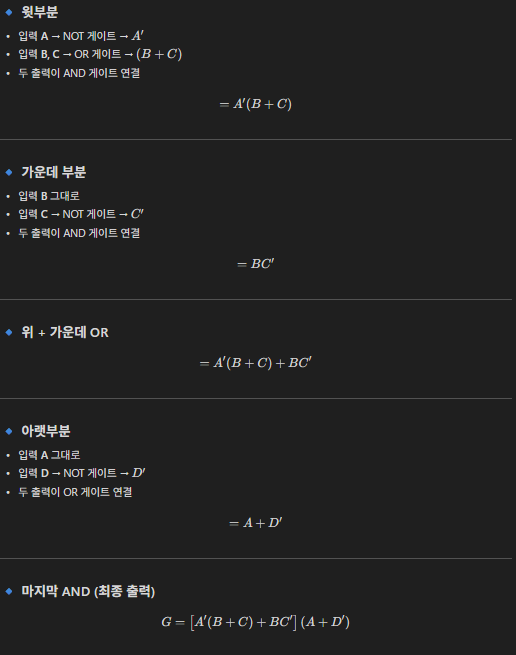 윗부분
• 입력 A → NOT 게이트 → A′
• 입력 B, C → OR 게이트 → (B + C)
• 두 출력이 AND 게이트 연결
= A′(B + C)
가운데 부분
• 입력 B 그대로
• 입력 C → NOT 게이트 → C′
• 두 출력이 AND 게이트 연결
= BC′
위 + 가운데 OR
= A′(B + C) + BC′
아랫부분
• 입력 A 그대로
• 입력 D → NOT 게이트 → D′
• 두 출력이 OR 게이트 연결
= A + D′
마지막 AND (최종 출력)
G = [A′(B + C) + BC′] (A + D′)